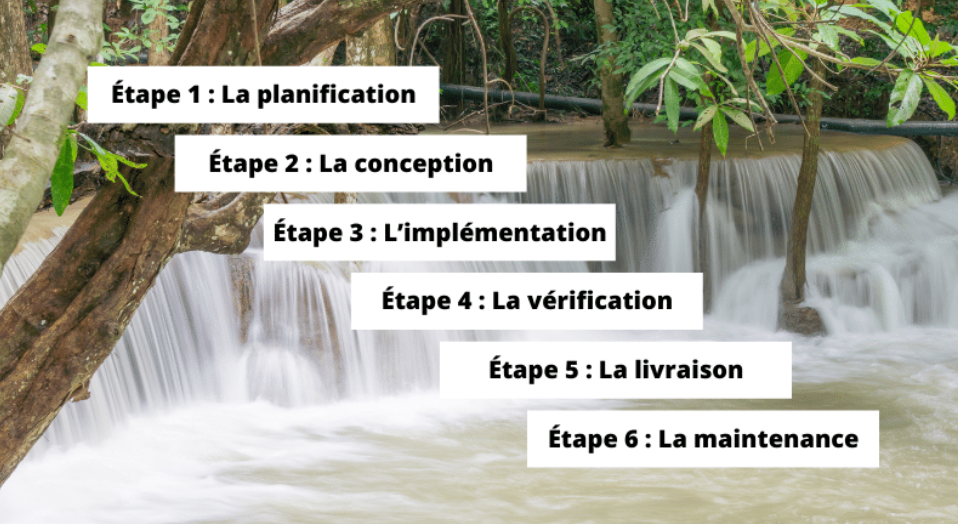 Étape 1 : La planification
Étape 2 : La conception
Étape 3 : L’implémentation
Étape 4 : La vérification
Étape 5 : La livraison
Étape 6 : La maintenance